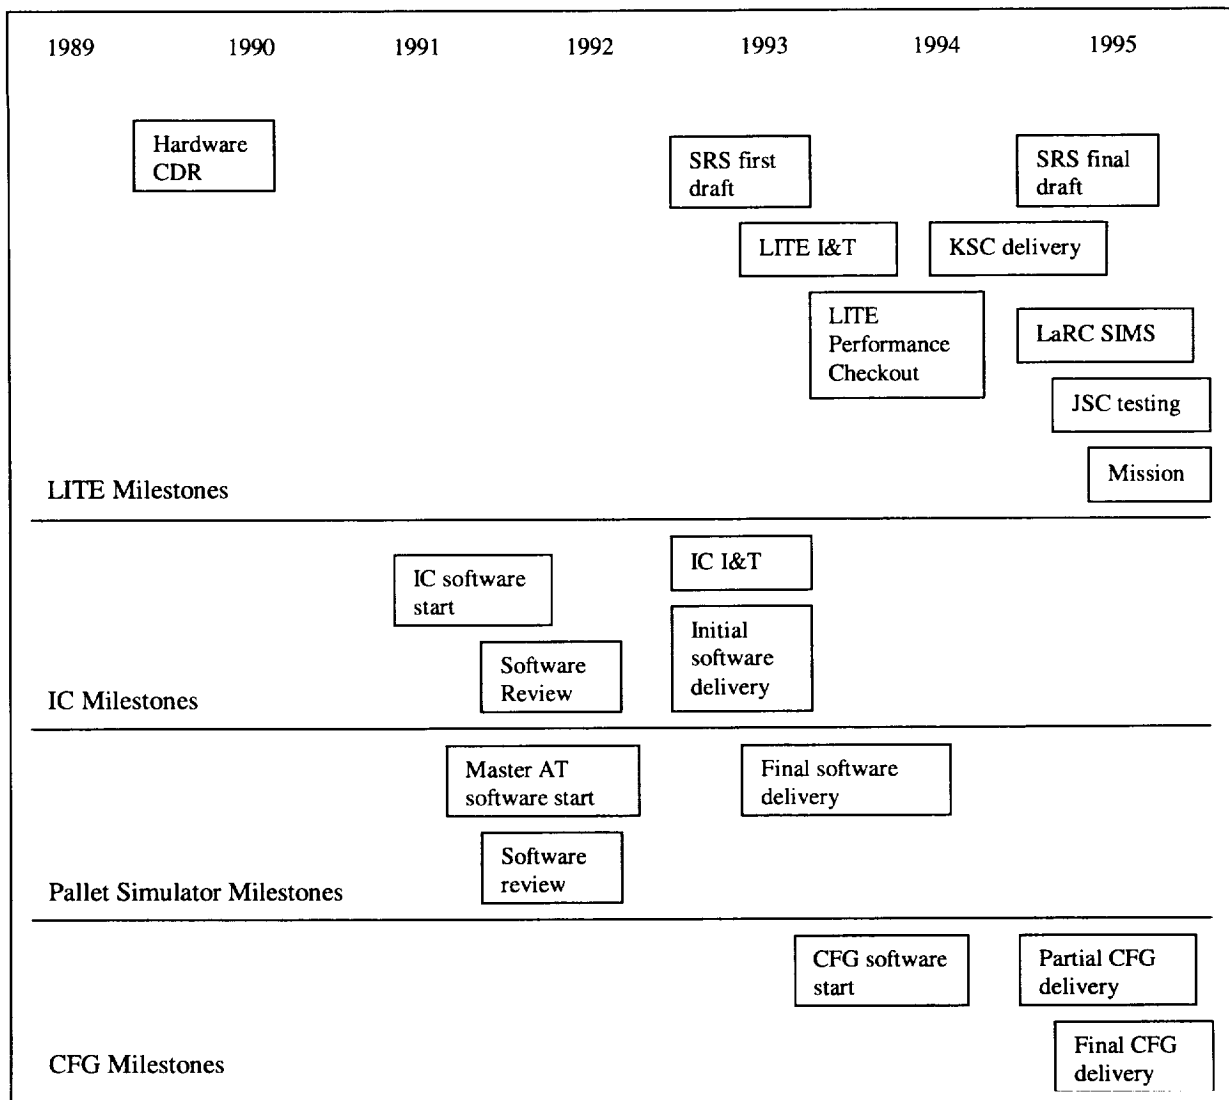 1989 1990 1991 1992 1993 1994 1995
Hardware
CDR
SRS first
draft
SRS final
draft
LITE I&T
KSC delivery
LITE
Performance
Checkout
LaRC SIMS
JSC testing
Mission
LITE Milestones
IC software
start
IC I&T
Software
Review
Initial
software
delivery
IC Milestones
Master AT
software start
Final software
delivery
Software
review
Pallet Simulator Milestones
CFG software
start
Partial CFG
delivery
Final CFG
delivery
CFG Milestones